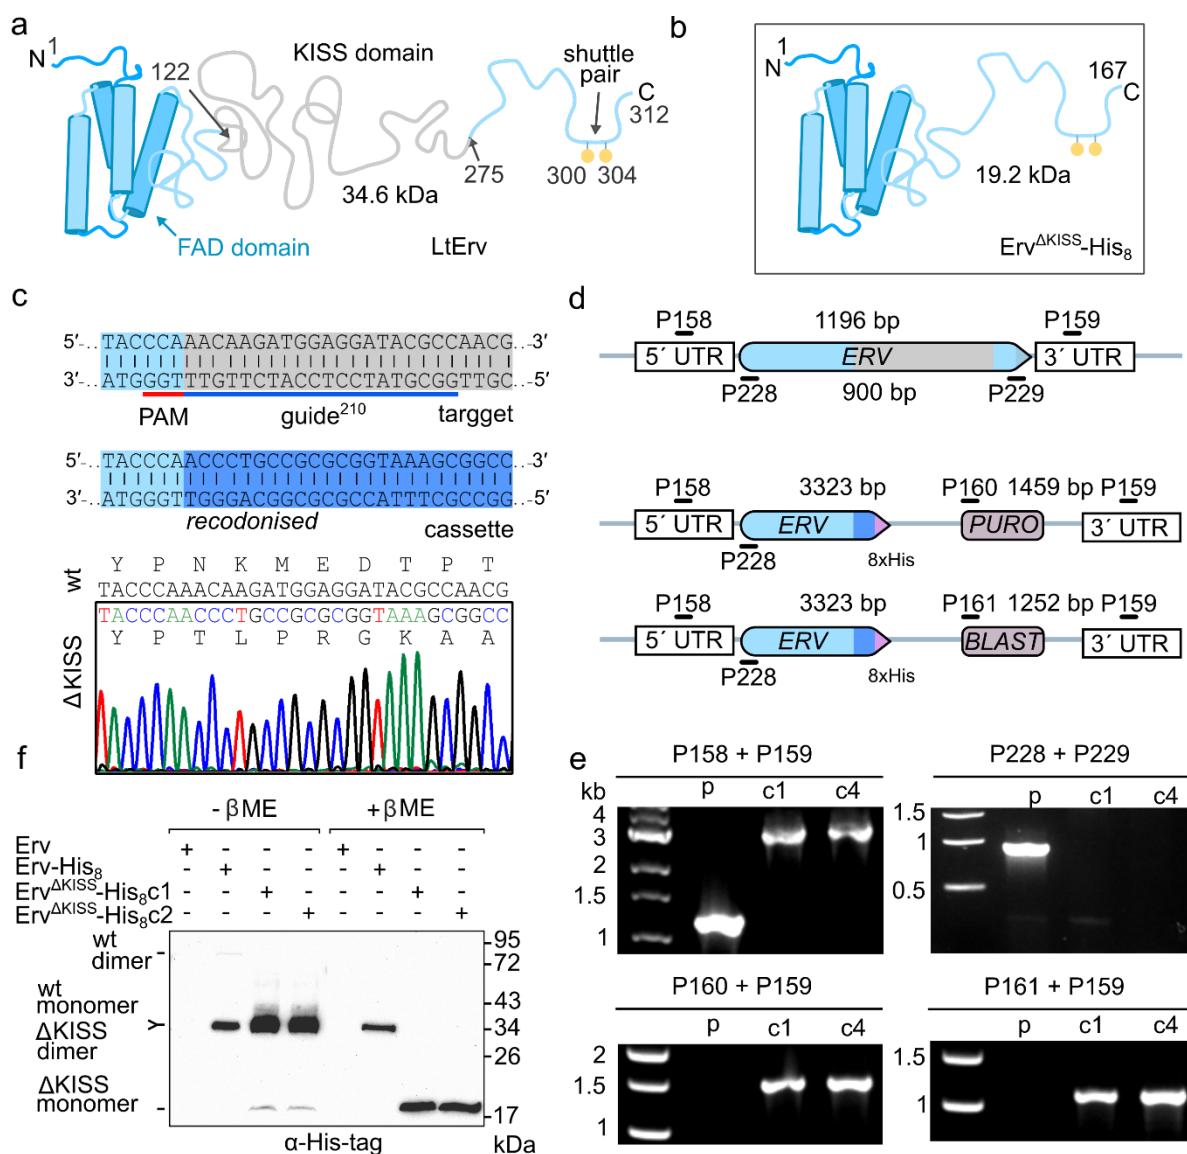 a
KISS domain
N
1
122
shuttle
pair
C
312
275
300 304
34.6 kDa
FAD domain
LtErv
b
1
N
167
C
19.2 kDa
Erv^ΔKISS-His₈
c
5′-..TACCCAAACAAGATGGAGGATACGCCAACG..-3′
3′-..ATGGGTTTGTTCTACCTCCTATGCGGTTGC..-5′
PAM guide²¹⁰ targget
5′-..TACCCAACCCTGCCGCGCGGTAAAGCGGCC..-3′
3′-..ATGGGTTGGGACGGCGCGCCATTTCGCCGG..-5′
recodonised cassette
wt
Y P N K M E D T P T
TACCCAAACAAGATGGAGGATACGCCAACG
ΔKISS
TACCCAACCCTGCCGCGCGGTAAAGCGGCC
Y P T L P R G K A A
d
P158 1196 bp P159
5′ UTR ERV 3′ UTR
P228 900 bp P229
P158 3323 bp P160 1459 bp P159
5′ UTR ERV PURO 3′ UTR
P228 8xHis
P158 3323 bp P161 1252 bp P159
5′ UTR ERV BLAST 3′ UTR
P228 8xHis
e
P158 + P159
kb p c1 c4
4
3
2
1.5
1
P228 + P229
p c1 c4
1.5
1
0.5
P160 + P159
p c1 c4
2
1.5
1
P161 + P159
p c1 c4
1.5
1
f
- βME + βME
Erv + - - - + - - -
Erv-His₈ - + - - - + - -
Erv^ΔKISS-His₈c1 - - + - - - + -
Erv^ΔKISS-His₈c2 - - - + - - - +
wt
dimer
wt
monomer
ΔKISS
dimer
ΔKISS
monomer
95
72
43
34
26
17
α-His-tag
kDa